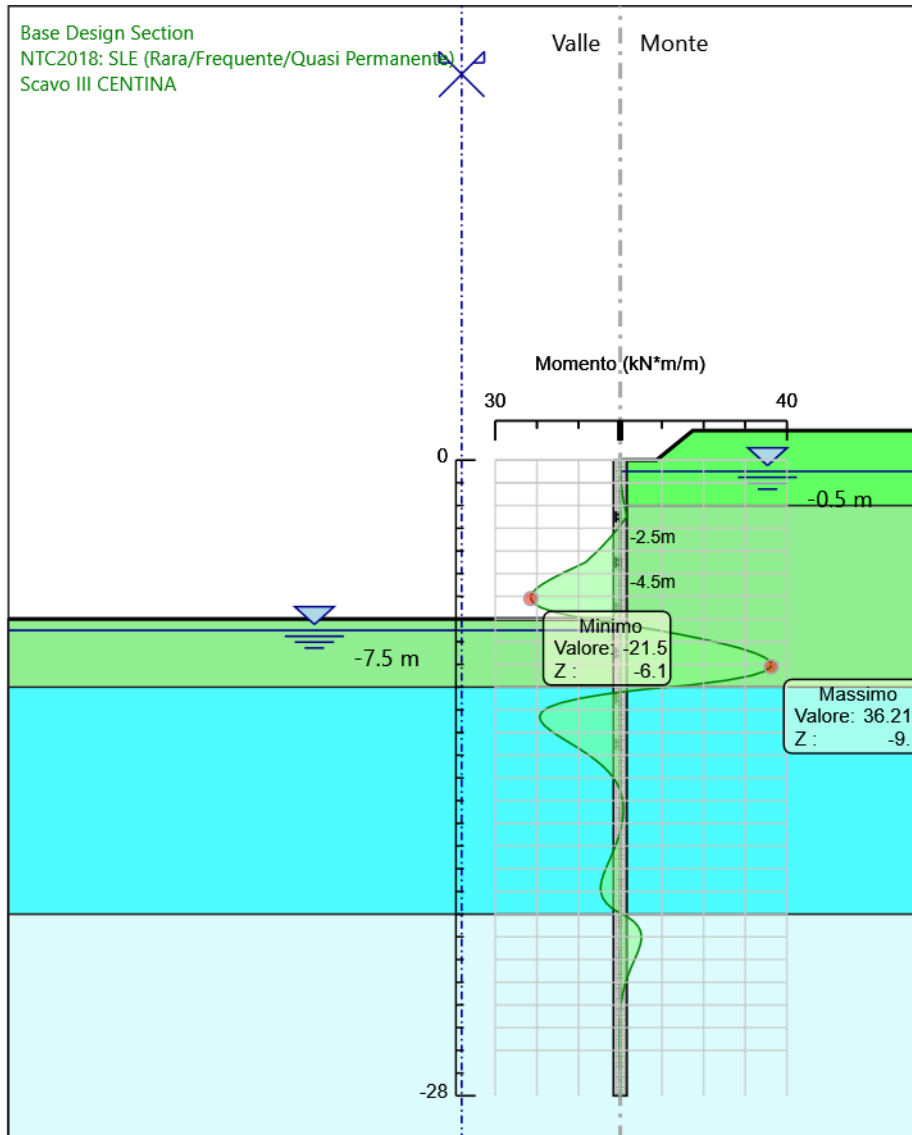 Base Design Section
NTC2018: SLE (Rara/Frequente/Quasi Permanente)
Scavo III CENTINA
Valle
Monte
Momento (kN*m/m)
30
40
0
-0.5 m
-2.5m
-4.5m
Minimo
Valore: -21.5
Z : -6.1
-7.5 m
Massimo
Valore: 36.21
Z : -9.
-28